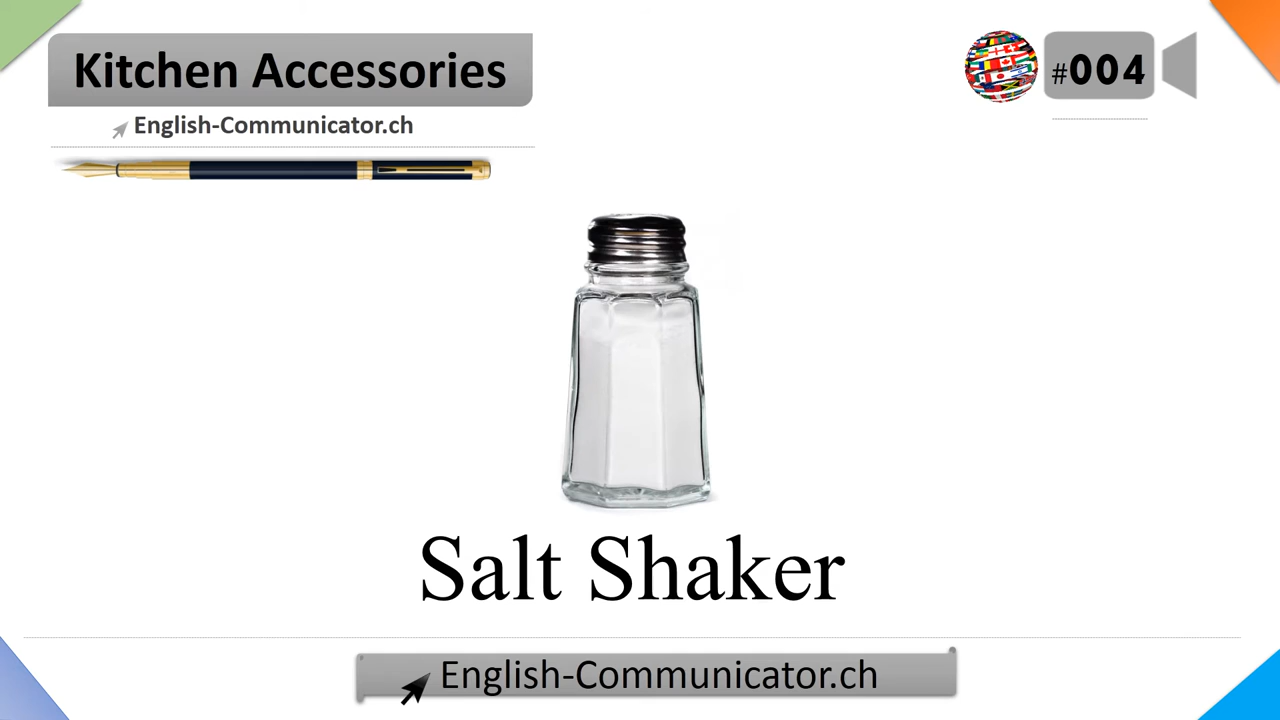 Kitchen Accessories
#004
English-Communicator.ch
Salt Shaker
English-Communicator.ch